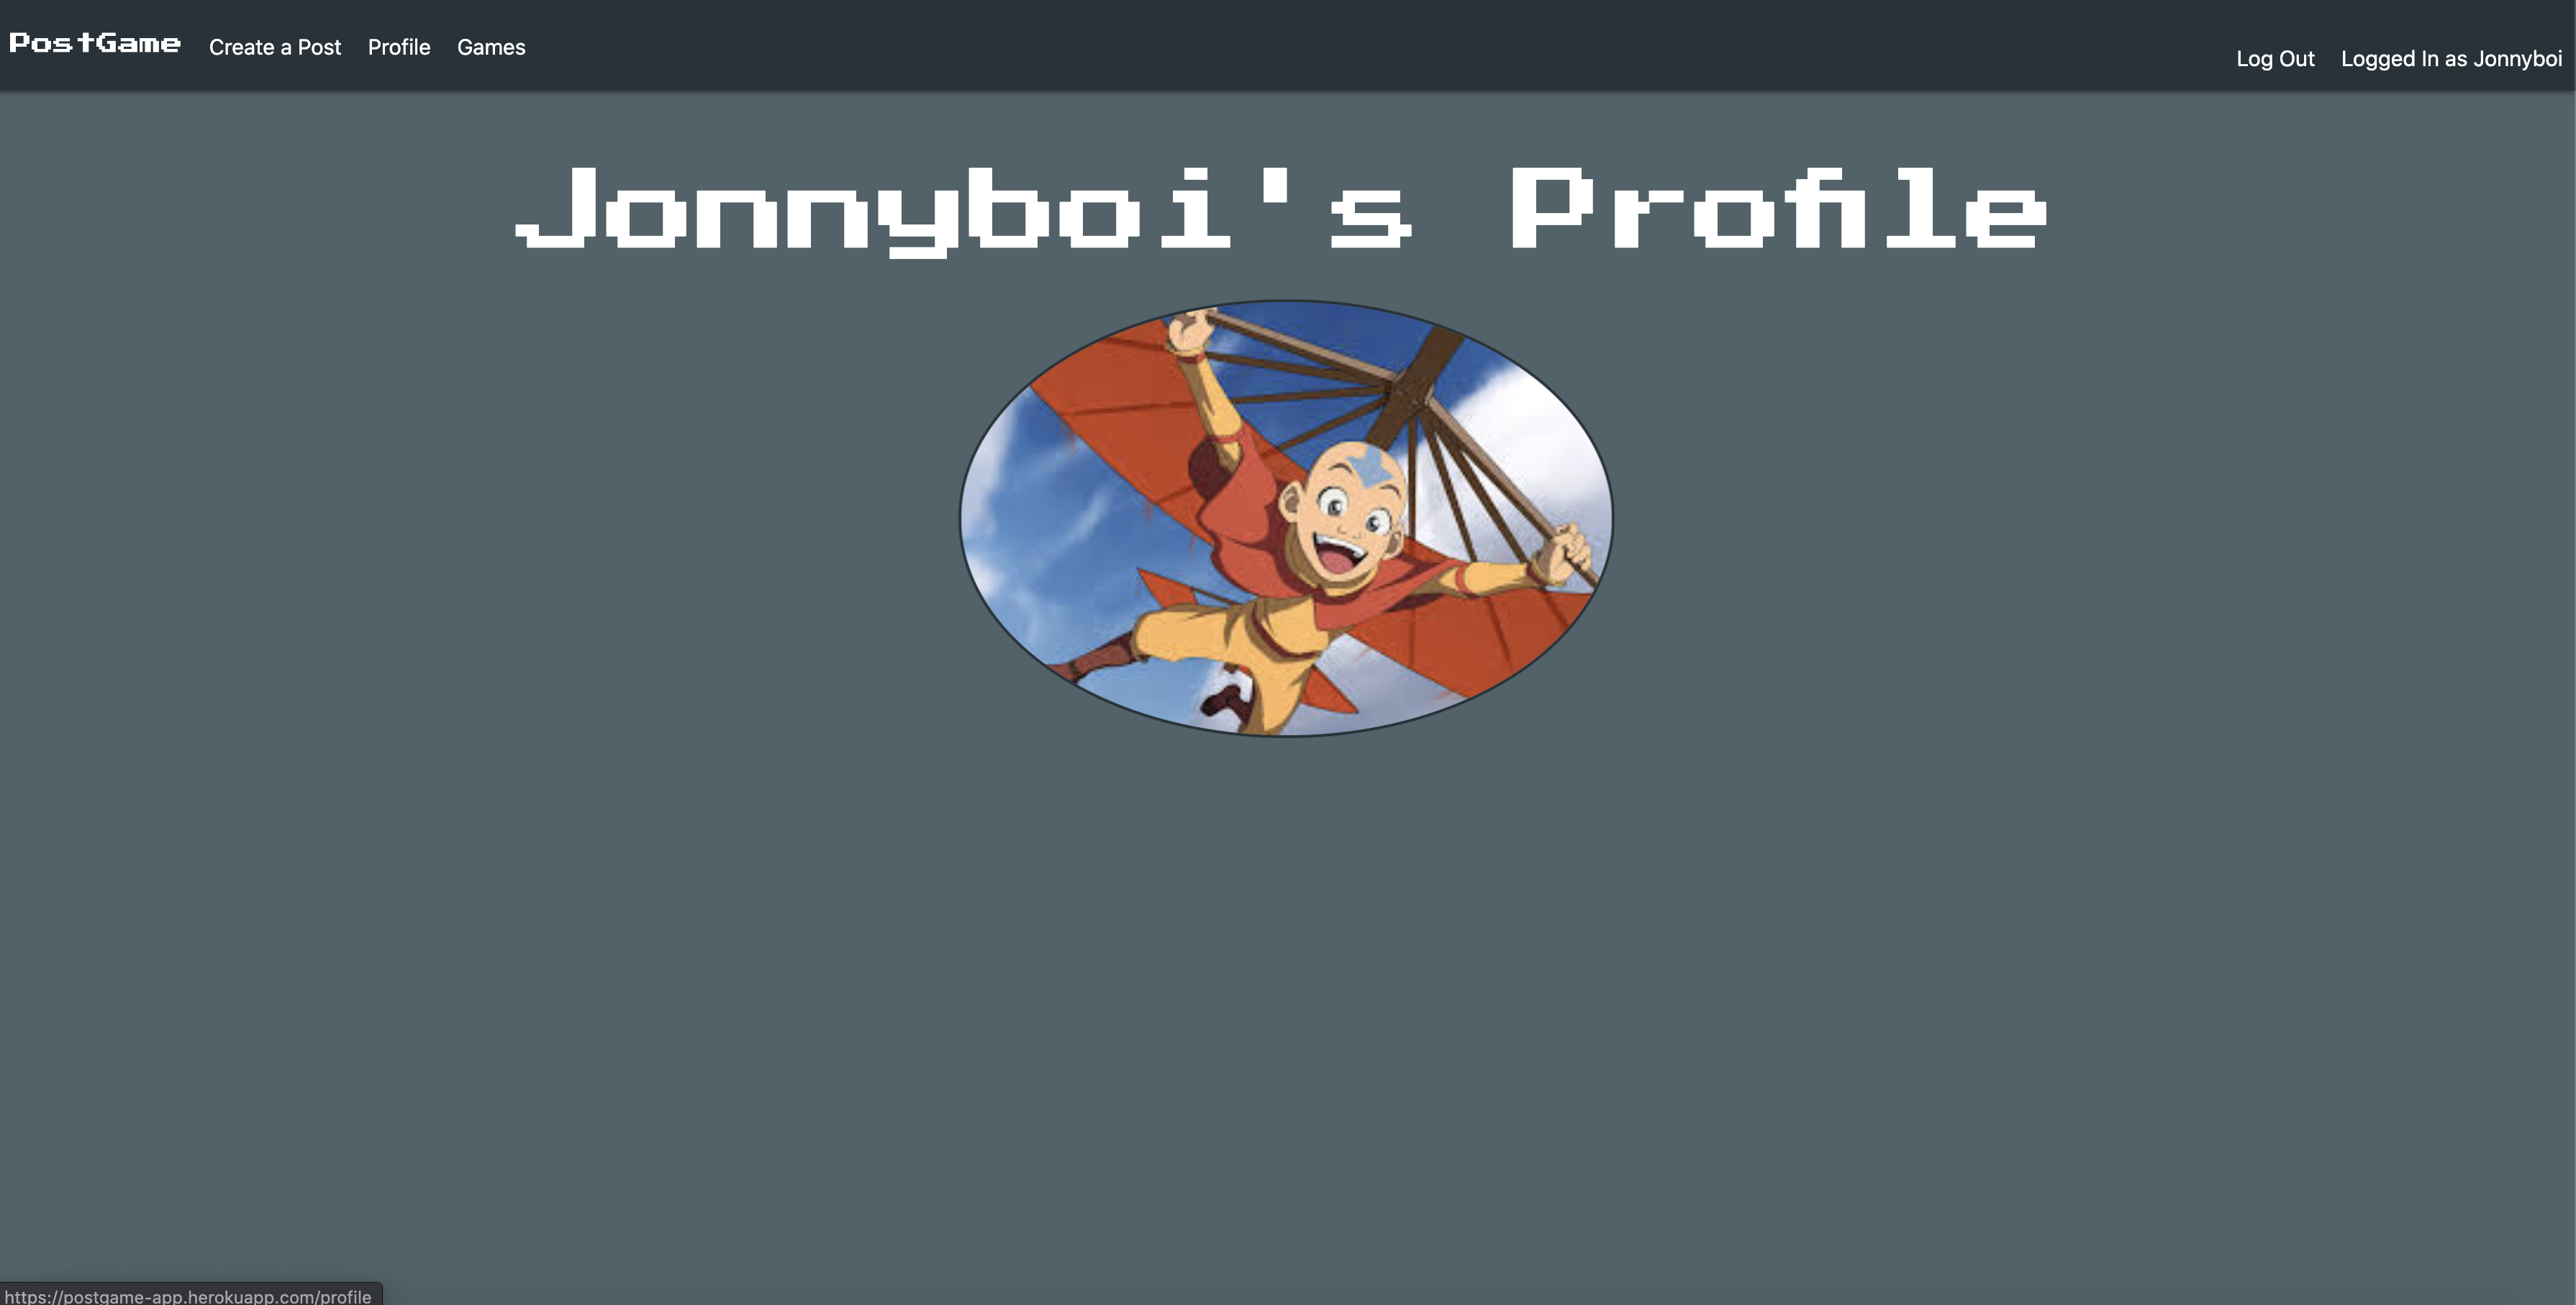 PostGame Create a Post Profile Games
Log Out Logged In as Jonnyboi
Jonnyboi's Profile
https://postgame-app.herokuapp.com/profile